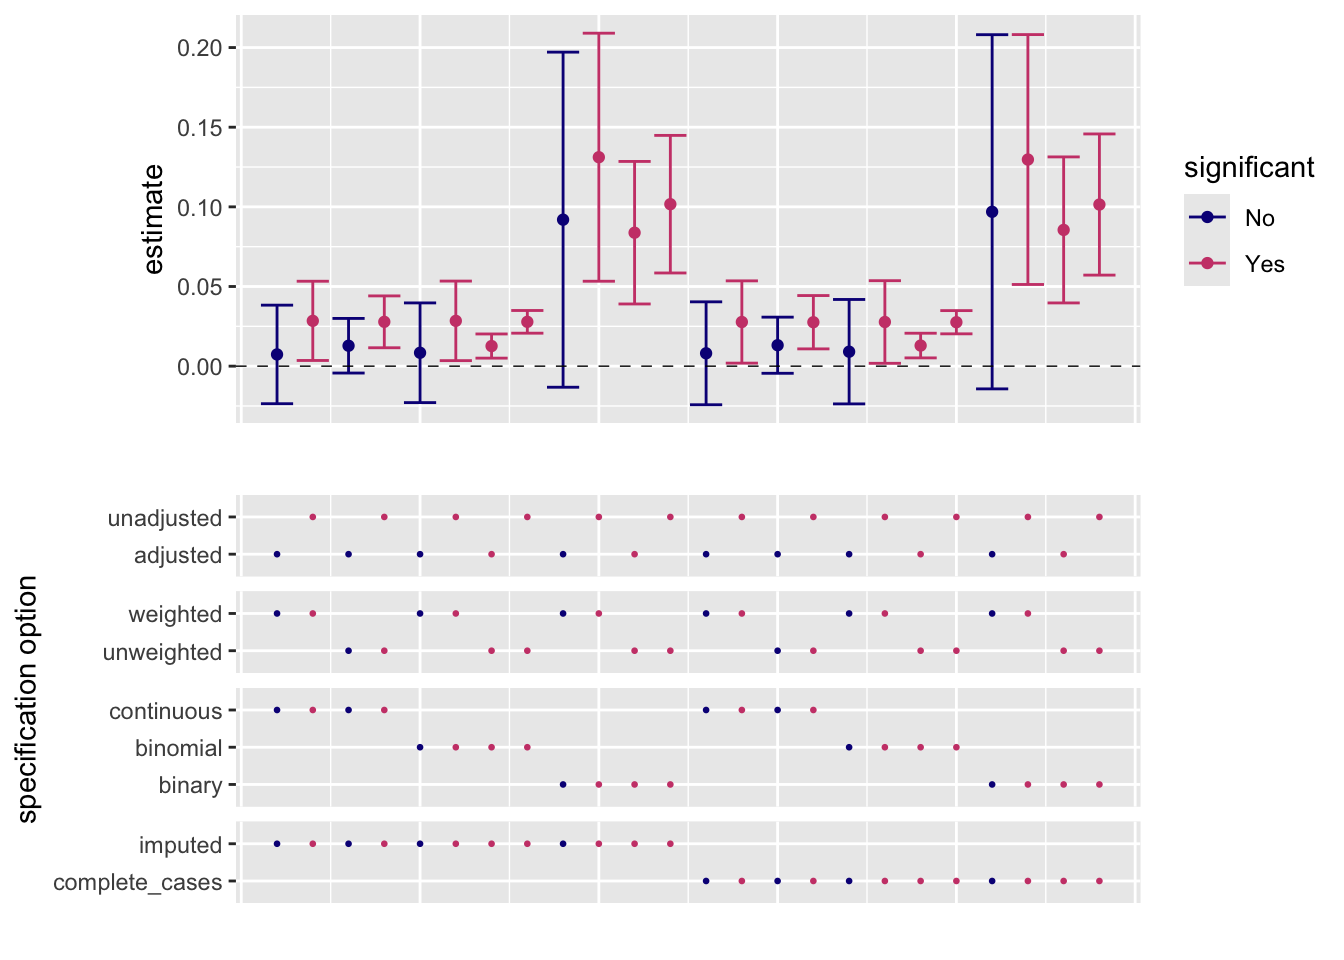 0.20
0.15
0.10
0.05
0.00
estimate
significant
No
Yes
unadjusted
adjusted
weighted
unweighted
continuous
binomial
binary
imputed
complete_cases
specification option